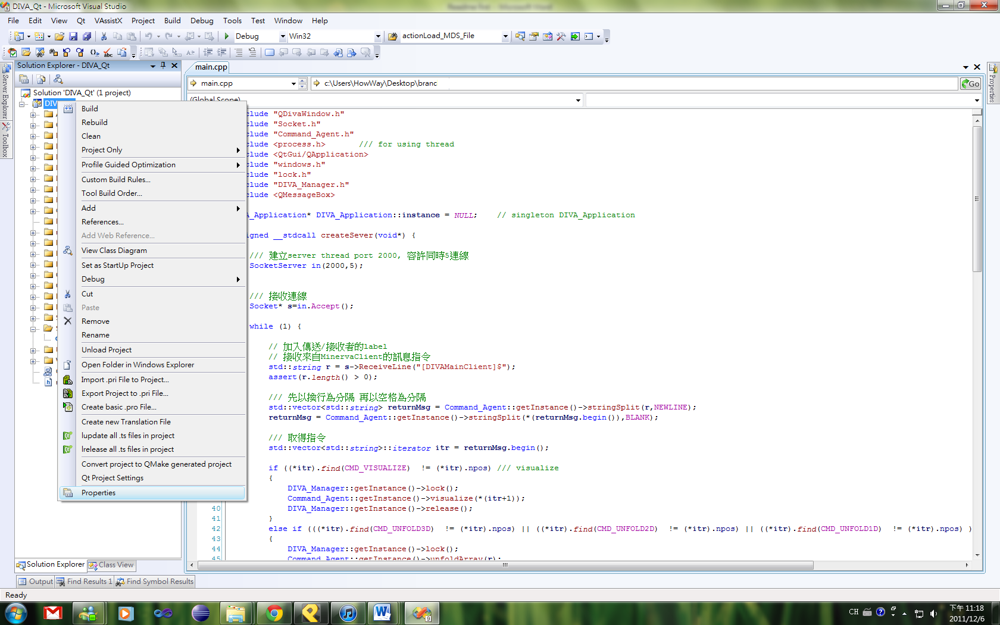 DIVA_Qt - Microsoft Visual Studio
File Edit View Qt VAssistX Project Build Debug Tools Test Window Help
Debug Win32 actionLoad_MDS_File
Solution Explorer - DIVA_Qt
main.cpp
Server Explorer
Toolbox
Properties
main.cpp c:\Users\HowWay\Desktop\branc Go
(Global Scope)
Solution 'DIVA_Qt' (1 project)
DIV
Build
Rebuild
Clean
Project Only
Profile Guided Optimization
Custom Build Rules...
Tool Build Order...
Add
References...
Add Web Reference...
View Class Diagram
Set as StartUp Project
Debug
Cut
Paste
Remove
Rename
Unload Project
Open Folder in Windows Explorer
Import .pri File to Project...
Export Project to .pri File...
Create basic .pro File...
Create new Translation File
lupdate all .ts files in project
lrelease all .ts files in project
Convert project to QMake generated project
Qt Project Settings
Properties
clude "QDivaWindow.h"
clude "Socket.h"
clude "Command_Agent.h"
clude <process.h> /// for using thread
clude <QtGui/QApplication>
clude "windows.h"
clude "lock.h"
clude "DIVA_Manager.h"
clude <QMessageBox>
A_Application* DIVA_Application::instance = NULL; // singleton DIVA_Application
igned __stdcall createSever(void*) {
/// 建立server thread port 2000, 容許同時5連線
SocketServer in(2000,5);
/// 接收連線
Socket* s=in.Accept();
while (1) {
// 加入傳送/接收者的label
// 接收來自MinervaClient的訊息指令
std::string r = s->ReceiveLine("[DIVAMainClient]$");
assert(r.length() > 0);
/// 先以換行為分隔 再以空格為分隔
std::vector<std::string> returnMsg = Command_Agent::getInstance()->stringSplit(r,NEWLINE);
returnMsg = Command_Agent::getInstance()->stringSplit(*(returnMsg.begin()),BLANK);
/// 取得指令
std::vector<std::string>::iterator itr = returnMsg.begin();
if ((*itr).find(CMD_VISUALIZE) != (*itr).npos) /// visualize
{
DIVA_Manager::getInstance()->lock();
Command_Agent::getInstance()->visualize(*(itr+1));
40 DIVA_Manager::getInstance()->release();
41 }
42 else if (((*itr).find(CMD_UNFOLD3D) != (*itr).npos) || ((*itr).find(CMD_UNFOLD2D) != (*itr).npos) || ((*itr).find(CMD_UNFOLD1D) != (*itr).npos) )
43 {
44 DIVA_Manager::getInstance()->lock();
45 Command_Agent::getInstance()->unfoldArray(r);
Solution Explorer Class View
Output Find Results 1 Find Symbol Results
Ready
CH
下午 11:18
2011/12/6